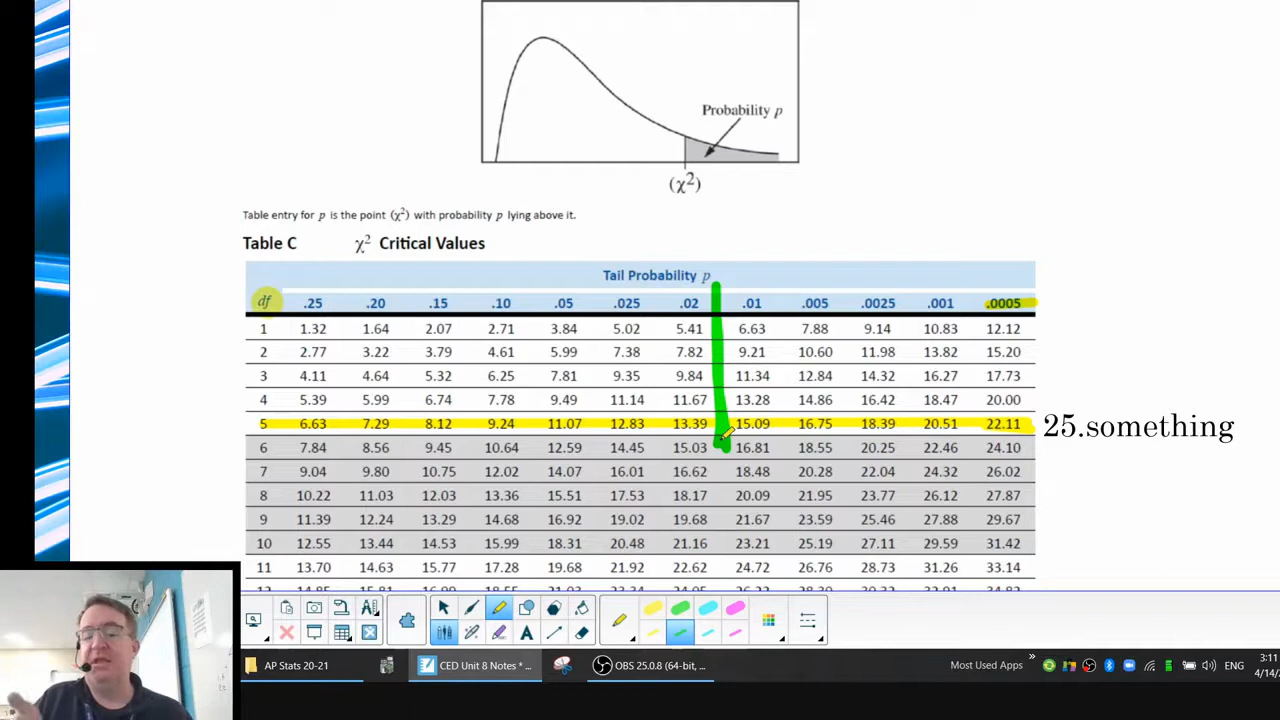 Probability p
(χ²)
Table entry for p is the point (χ²) with probability p lying above it.
Table C χ² Critical Values
Tail Probability p
df .25 .20 .15 .10 .05 .025 .02 .01 .005 .0025 .001 .0005
1 1.32 1.64 2.07 2.71 3.84 5.02 5.41 6.63 7.88 9.14 10.83 12.12
2 2.77 3.22 3.79 4.61 5.99 7.38 7.82 9.21 10.60 11.98 13.82 15.20
3 4.11 4.64 5.32 6.25 7.81 9.35 9.84 11.34 12.84 14.32 16.27 17.73
4 5.39 5.99 6.74 7.78 9.49 11.14 11.67 13.28 14.86 16.42 18.47 20.00
5 6.63 7.29 8.12 9.24 11.07 12.83 13.39 15.09 16.75 18.39 20.51 22.11 25.something
6 7.84 8.56 9.45 10.64 12.59 14.45 15.03 16.81 18.55 20.25 22.46 24.10
7 9.04 9.80 10.75 12.02 14.07 16.01 16.62 18.48 20.28 22.04 24.32 26.02
8 10.22 11.03 12.03 13.36 15.51 17.53 18.17 20.09 21.95 23.77 26.12 27.87
9 11.39 12.24 13.29 14.68 16.92 19.02 19.68 21.67 23.59 25.46 27.88 29.67
10 12.55 13.44 14.53 15.99 18.31 20.48 21.16 23.21 25.19 27.11 29.59 31.42
11 13.70 14.63 15.77 17.28 19.68 21.92 22.62 24.72 26.76 28.73 31.26 33.14
AP Stats 20-21 CED Unit 8 Notes * ... OBS 25.0.8 (64-bit, ... Most Used Apps ENG 3:11
4/14/2